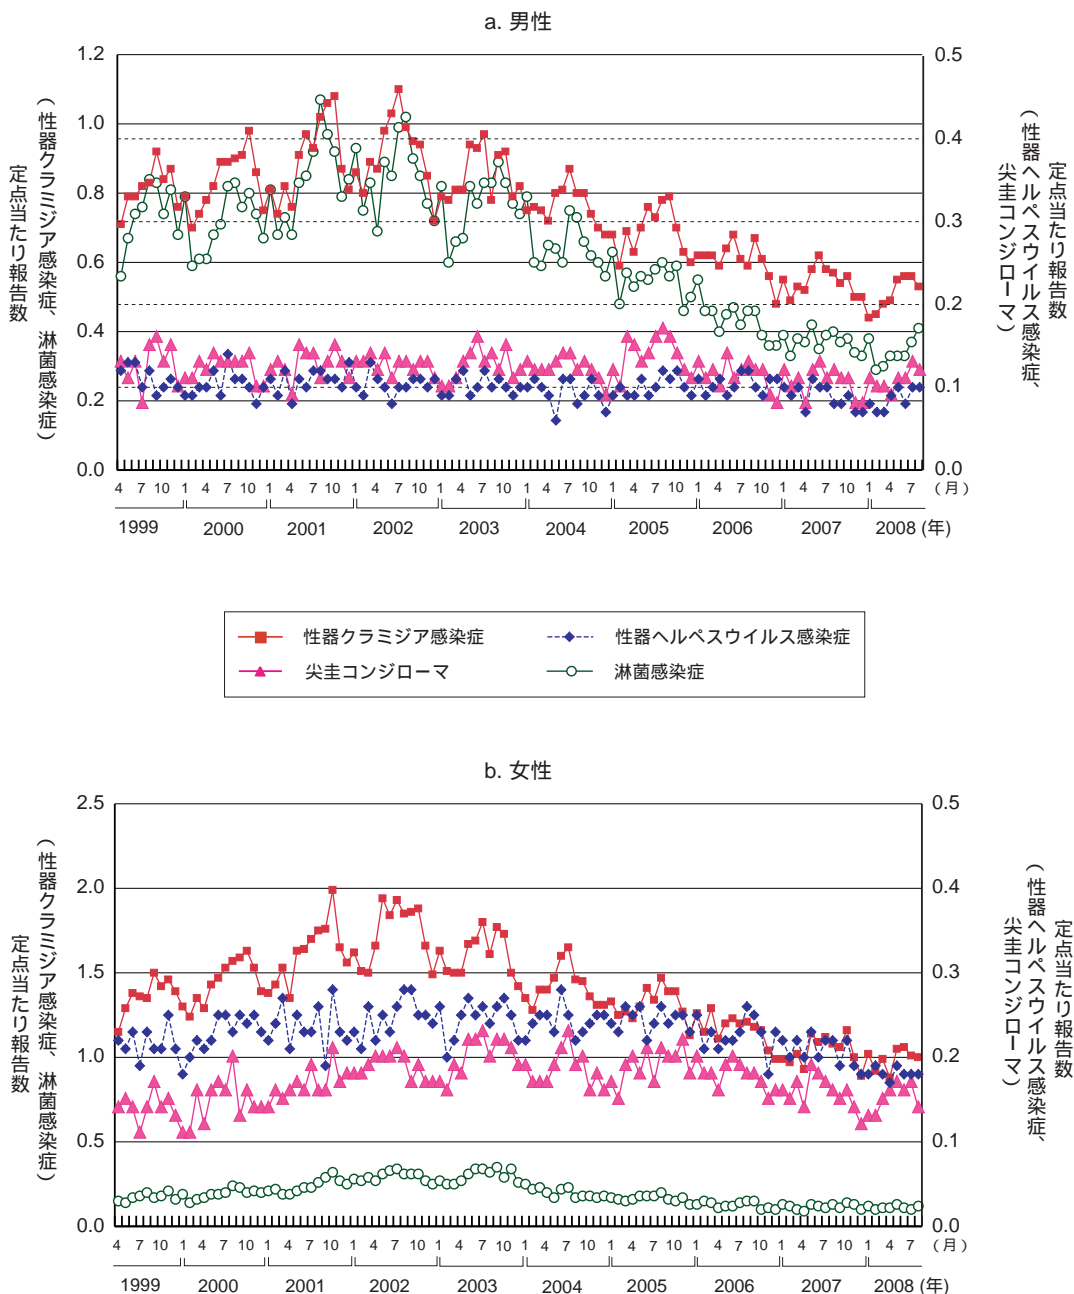 a. 男性
1.2
1.0
0.8
0.6
0.4
0.2
0.0
0.5
0.4
0.3
0.2
0.1
0.0
定点当たり報告数
（性器クラミジア感染症、淋菌感染症）
定点当たり報告数
（性器ヘルペスウイルス感染症、
尖圭コンジローマ）
4 7 10 1 4 7 10 1 4 7 10 1 4 7 10 1 4 7 10 1 4 7 10 1 4 7 10 1 4 7 10 1 4 7 10 1 4 7 （月）
1999 2000 2001 2002 2003 2004 2005 2006 2007 2008 (年)
性器クラミジア感染症 性器ヘルペスウイルス感染症
尖圭コンジローマ 淋菌感染症
b. 女性
2.5
2.0
1.5
1.0
0.5
0.0
0.5
0.4
0.3
0.2
0.1
0.0
定点当たり報告数
（性器クラミジア感染症、淋菌感染症）
定点当たり報告数
（性器ヘルペスウイルス感染症、
尖圭コンジローマ）
4 7 10 1 4 7 10 1 4 7 10 1 4 7 10 1 4 7 10 1 4 7 10 1 4 7 10 1 4 7 10 1 4 7 10 1 4 7 （月）
1999 2000 2001 2002 2003 2004 2005 2006 2007 2008 (年)